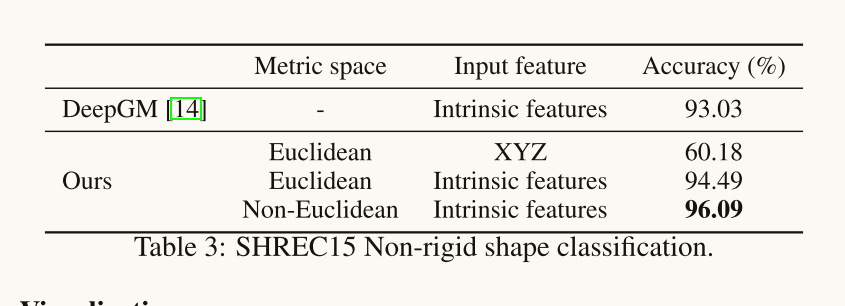 Metric space Input feature Accuracy (%)
DeepGM [14] - Intrinsic features 93.03
Euclidean XYZ 60.18
Ours Euclidean Intrinsic features 94.49
Non-Euclidean Intrinsic features 96.09
Table 3: SHREC15 Non-rigid shape classification.